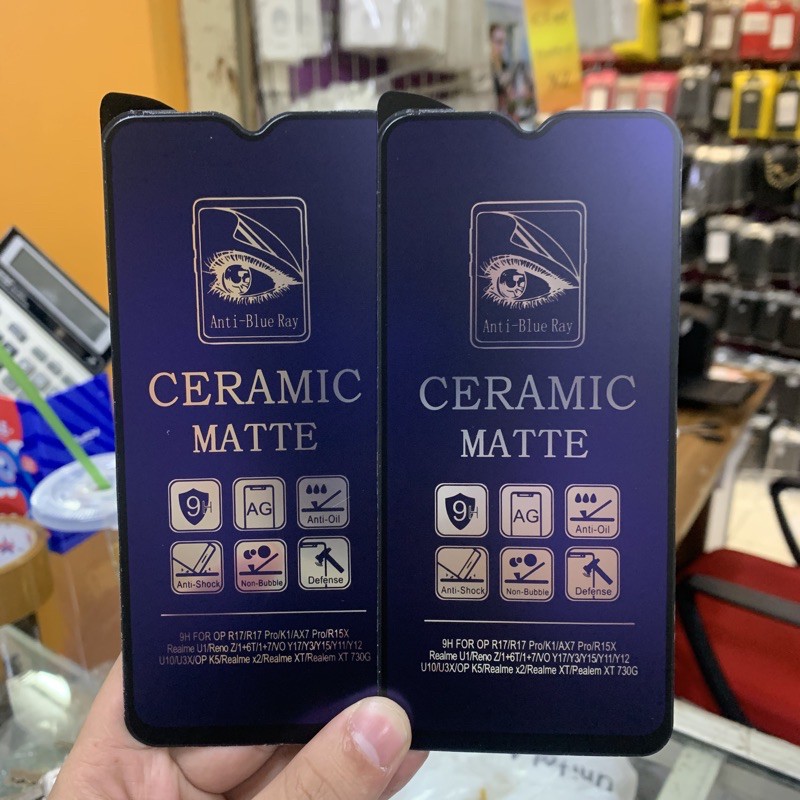 Anti-Blue Ray
CERAMIC
MATTE
9H
AG
Anti-Oil
Anti-Shock
Non-Bubble
Defense
9H FOR OP R17/R17 Pro/K1/AX7 Pro/R15X
Realme U1/Reno Z/1+6T/1+7/VO Y17/Y3/Y15/Y11/Y12
U10/U3X/OP K5/Realme x2/Realme XT/Realem XT 730G
Anti-Blue Ray
CERAMIC
MATTE
9H
AG
Anti-Oil
Anti-Shock
Non-Bubble
Defense
9H FOR OP R17/R17 Pro/K1/AX7 Pro/R15X
Realme U1/Reno Z/1+6T/1+7/VO Y17/Y3/Y15/Y11/Y12
U10/U3X/OP K5/Realme x2/Realme XT/Realem XT 730G